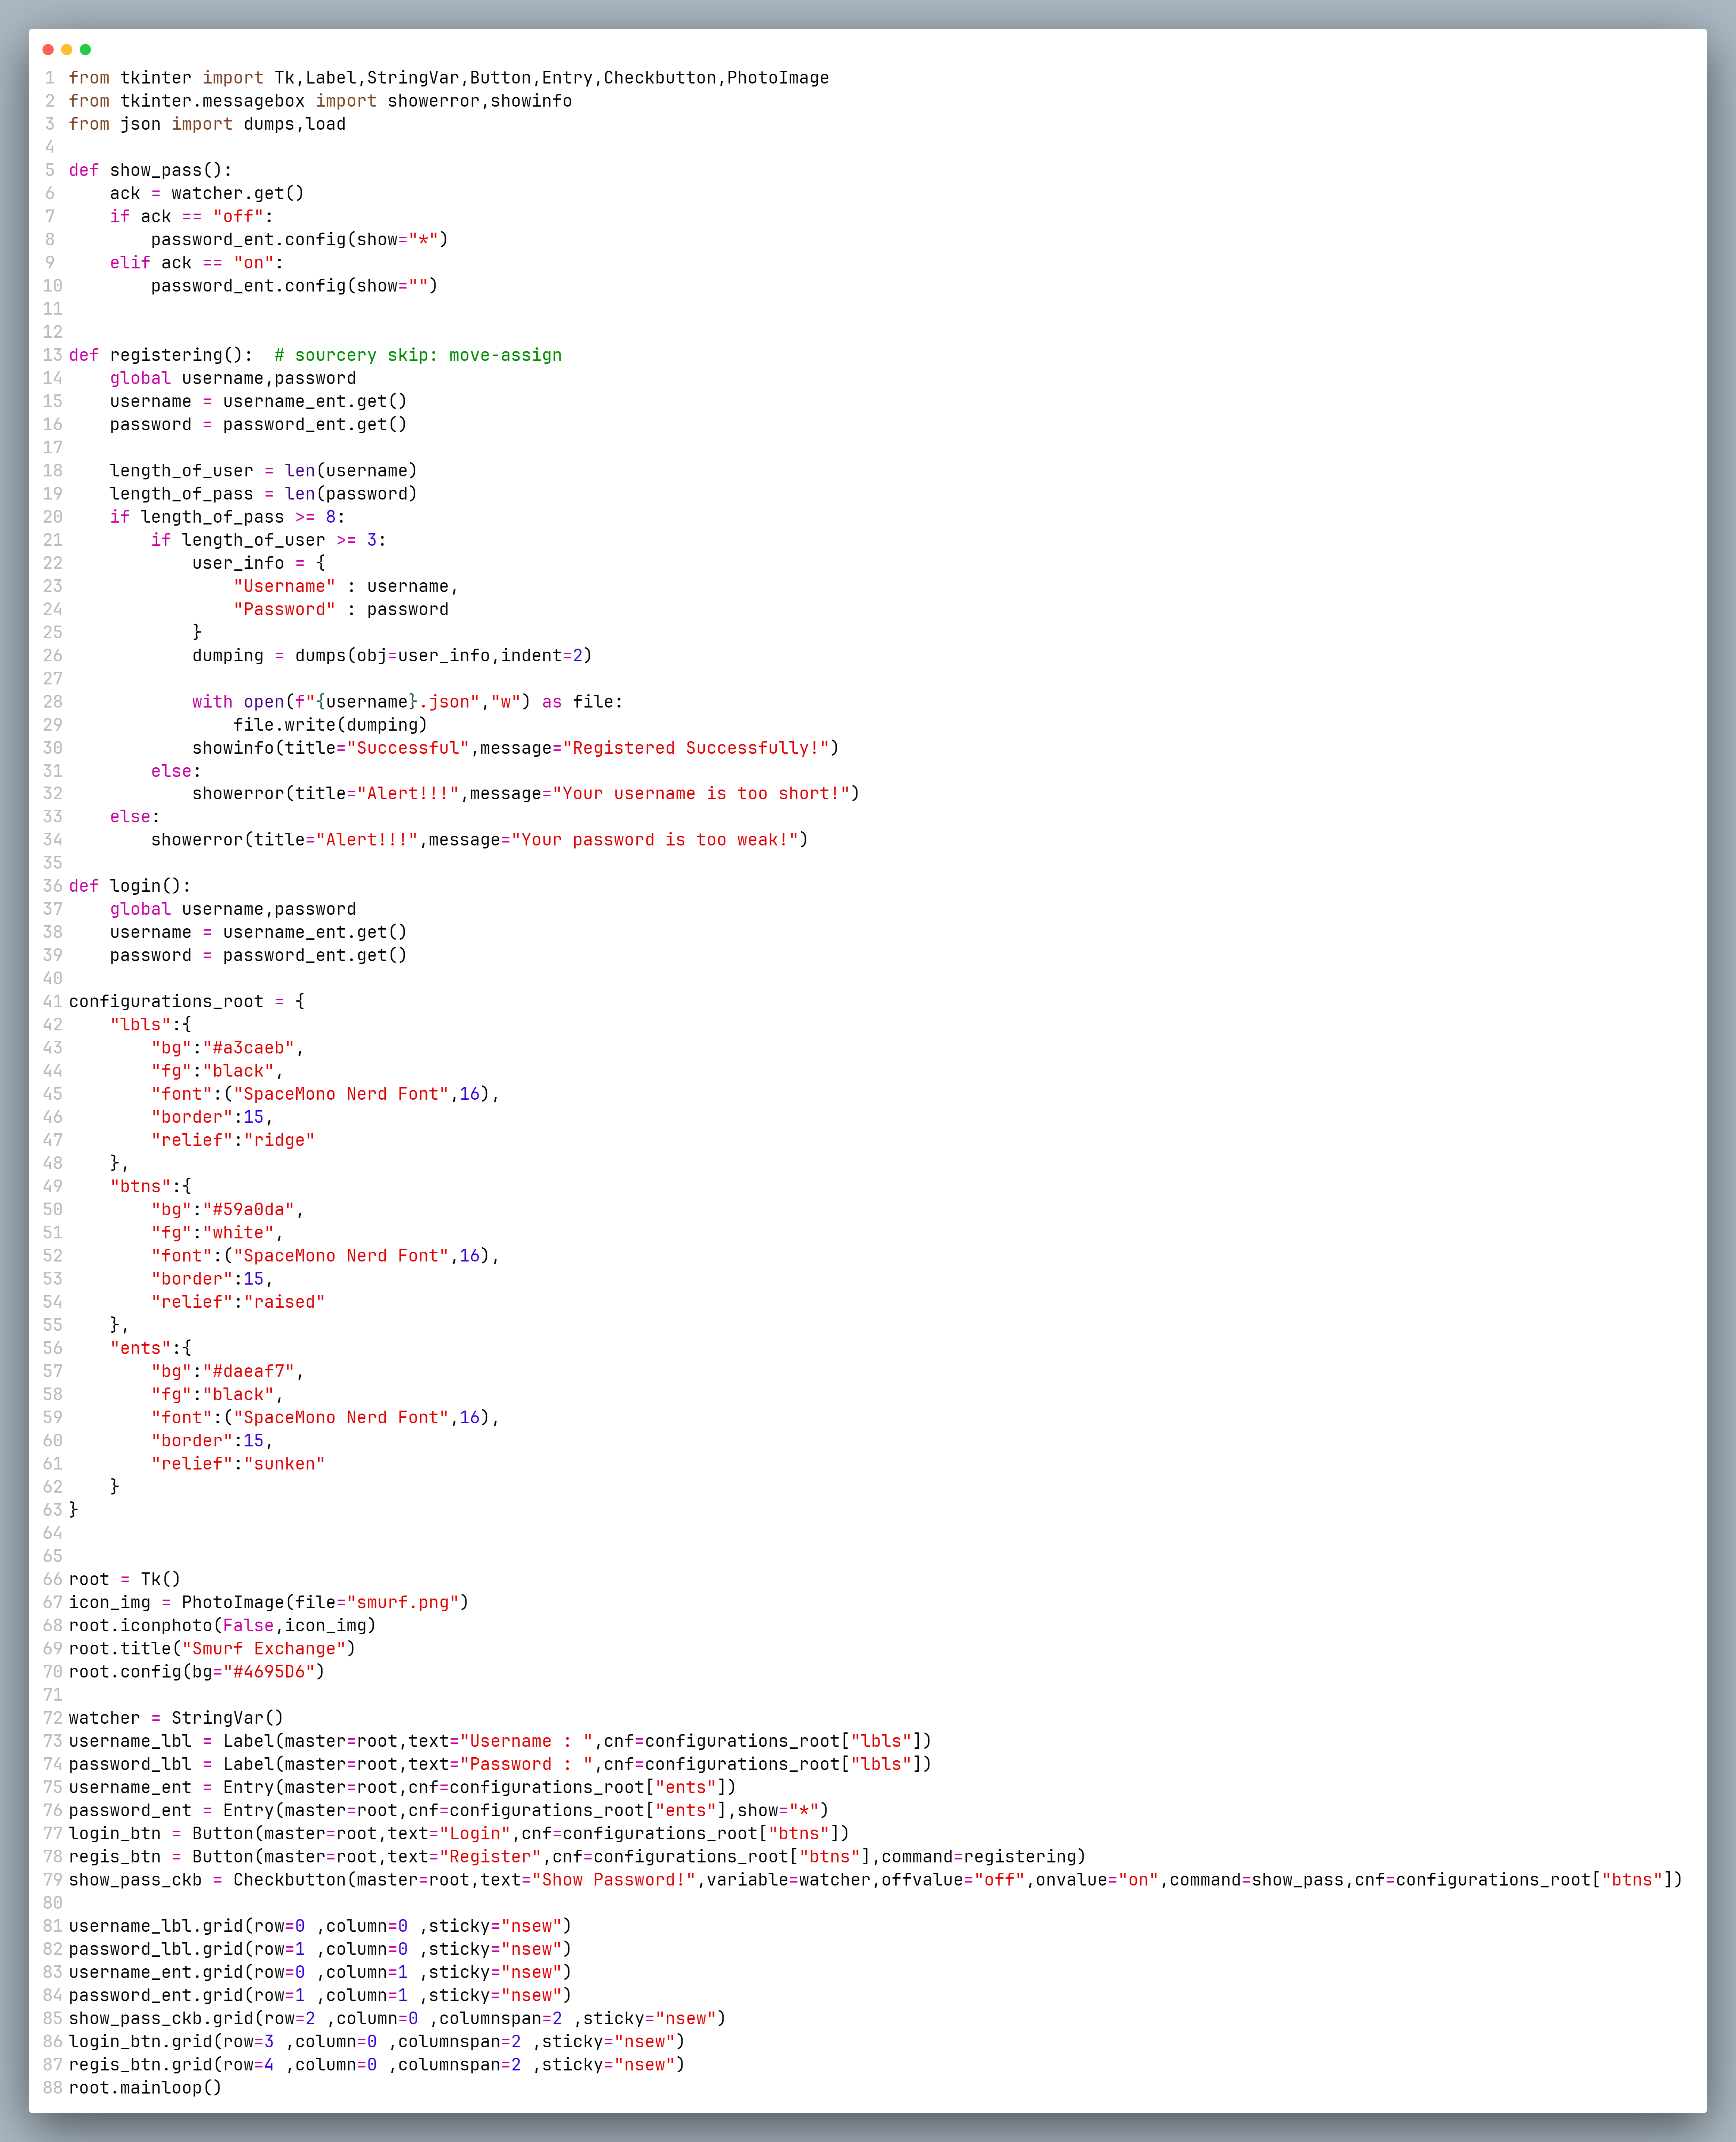 1 from tkinter import Tk,Label,StringVar,Button,Entry,Checkbutton,PhotoImage
2 from tkinter.messagebox import showerror,showinfo
3 from json import dumps,load
4
5 def show_pass():
6     ack = watcher.get()
7     if ack == "off":
8         password_ent.config(show="*")
9     elif ack == "on":
10         password_ent.config(show="")
11
12
13 def registering():  # sourcery skip: move-assign
14     global username,password
15     username = username_ent.get()
16     password = password_ent.get()
17
18     length_of_user = len(username)
19     length_of_pass = len(password)
20     if length_of_pass >= 8:
21         if length_of_user >= 3:
22             user_info = {
23                 "Username" : username,
24                 "Password" : password
25             }
26             dumping = dumps(obj=user_info,indent=2)
27
28             with open(f"{username}.json","w") as file:
29                 file.write(dumping)
30             showinfo(title="Successful",message="Registered Successfully!")
31         else:
32             showerror(title="Alert!!!",message="Your username is too short!")
33     else:
34         showerror(title="Alert!!!",message="Your password is too weak!")
35
36 def login():
37     global username,password
38     username = username_ent.get()
39     password = password_ent.get()
40
41 configurations_root = {
42     "lbls":{
43         "bg":"#a3caeb",
44         "fg":"black",
45         "font":("SpaceMono Nerd Font",16),
46         "border":15,
47         "relief":"ridge"
48     },
49     "btns":{
50         "bg":"#59a0da",
51         "fg":"white",
52         "font":("SpaceMono Nerd Font",16),
53         "border":15,
54         "relief":"raised"
55     },
56     "ents":{
57         "bg":"#daeaf7",
58         "fg":"black",
59         "font":("SpaceMono Nerd Font",16),
60         "border":15,
61         "relief":"sunken"
62     }
63 }
64
65
66 root = Tk()
67 icon_img = PhotoImage(file="smurf.png")
68 root.iconphoto(False,icon_img)
69 root.title("Smurf Exchange")
70 root.config(bg="#4695D6")
71
72 watcher = StringVar()
73 username_lbl = Label(master=root,text="Username : ",cnf=configurations_root["lbls"])
74 password_lbl = Label(master=root,text="Password : ",cnf=configurations_root["lbls"])
75 username_ent = Entry(master=root,cnf=configurations_root["ents"])
76 password_ent = Entry(master=root,cnf=configurations_root["ents"],show="*")
77 login_btn = Button(master=root,text="Login",cnf=configurations_root["btns"])
78 regis_btn = Button(master=root,text="Register",cnf=configurations_root["btns"],command=registering)
79 show_pass_ckb = Checkbutton(master=root,text="Show Password!",variable=watcher,offvalue="off",onvalue="on",command=show_pass,cnf=configurations_root["btns"])
80
81 username_lbl.grid(row=0 ,column=0 ,sticky="nsew")
82 password_lbl.grid(row=1 ,column=0 ,sticky="nsew")
83 username_ent.grid(row=0 ,column=1 ,sticky="nsew")
84 password_ent.grid(row=1 ,column=1 ,sticky="nsew")
85 show_pass_ckb.grid(row=2 ,column=0 ,columnspan=2 ,sticky="nsew")
86 login_btn.grid(row=3 ,column=0 ,columnspan=2 ,sticky="nsew")
87 regis_btn.grid(row=4 ,column=0 ,columnspan=2 ,sticky="nsew")
88 root.mainloop()